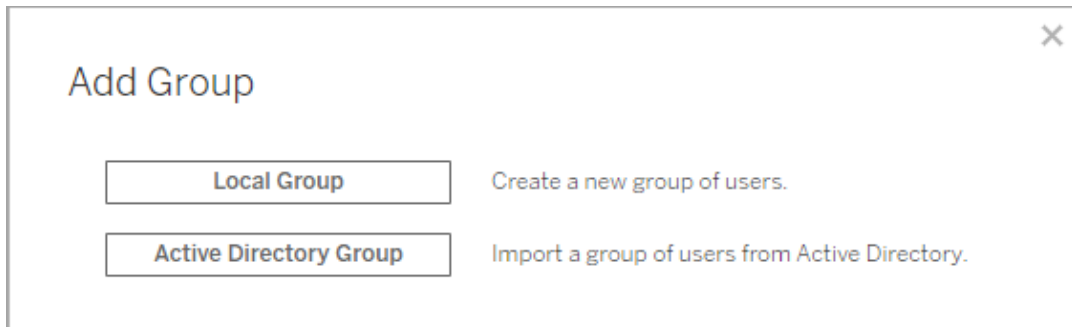 Add Group
Local Group Create a new group of users.
Active Directory Group Import a group of users from Active Directory.